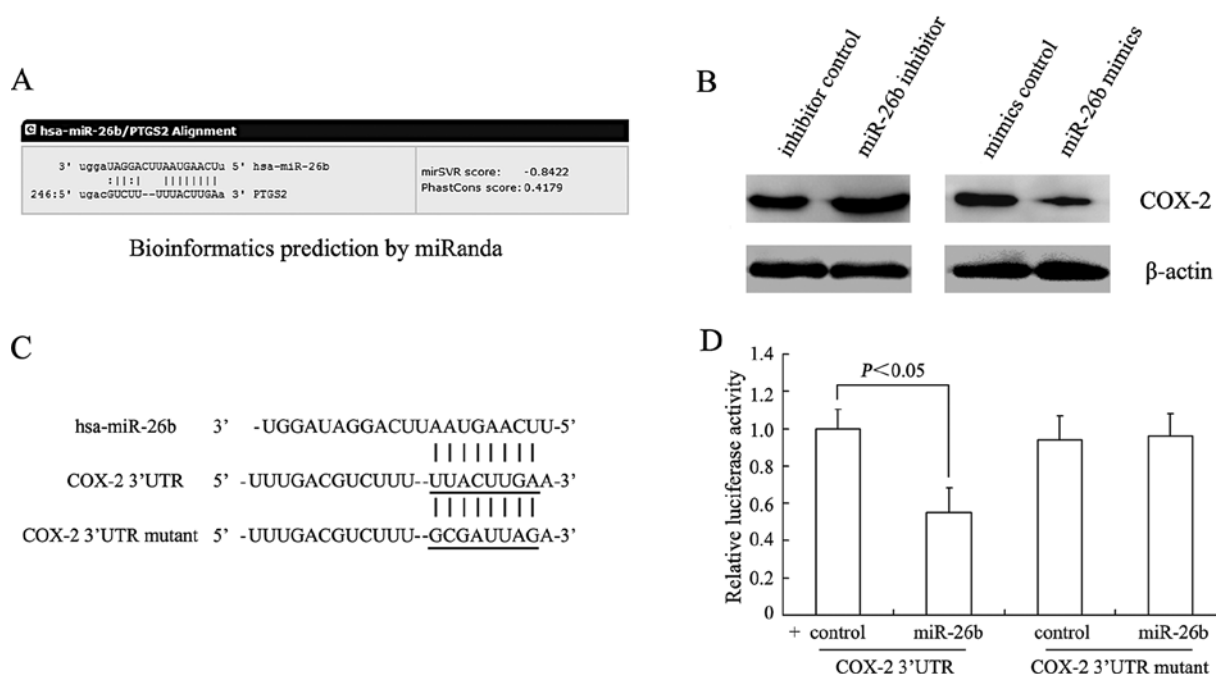 A
hsa-miR-26b/PTGS2 Alignment
3' uggaUAGGACUUAAUGAACUu 5' hsa-miR-26b
:||:| ||||||||
246:5' ugacGUCUU--UUUACUUGAa 3' PTGS2
mirSVR score: -0.8422
PhastCons score: 0.4179
Bioinformatics prediction by miRanda
B
inhibitor control
miR-26b inhibitor
mimics control
miR-26b mimics
COX-2
β-actin
C
hsa-miR-26b 3’ -UGGAUAGGACUUAAUGAACUU-5’
COX-2 3’UTR 5’ -UUUGACGUCUUU--UUACUUGAA-3’
COX-2 3’UTR mutant 5’ -UUUGACGUCUUU--GCGAUUAGA-3’
D
Relative luciferase activity
1.4
1.2
1.0
0.8
0.6
0.4
0.2
0
P<0.05
+ control miR-26b control miR-26b
COX-2 3’UTR COX-2 3’UTR mutant